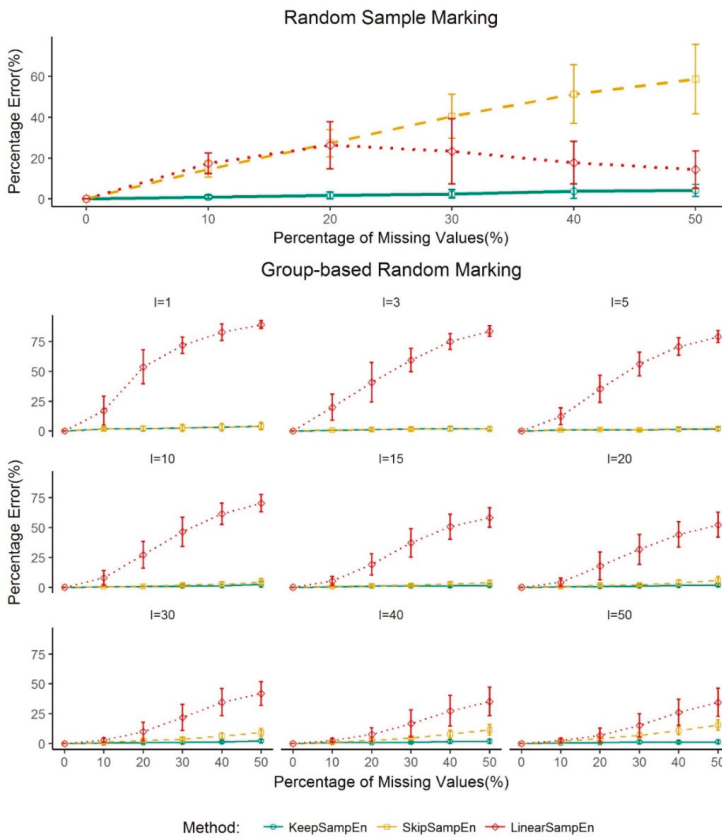 Random Sample Marking
Percentage Error(%)
60
40
20
0
0 10 20 30 40 50
Percentage of Missing Values(%)
Group-based Random Marking
Percentage Error(%)
l=1 l=3 l=5
75
50
25
0
l=10 l=15 l=20
75
50
25
0
l=30 l=40 l=50
75
50
25
0
0 10 20 30 40 50 0 10 20 30 40 50 0 10 20 30 40 50
Percentage of Missing Values(%)
Method: KeepSampEn SkipSampEn LinearSampEn